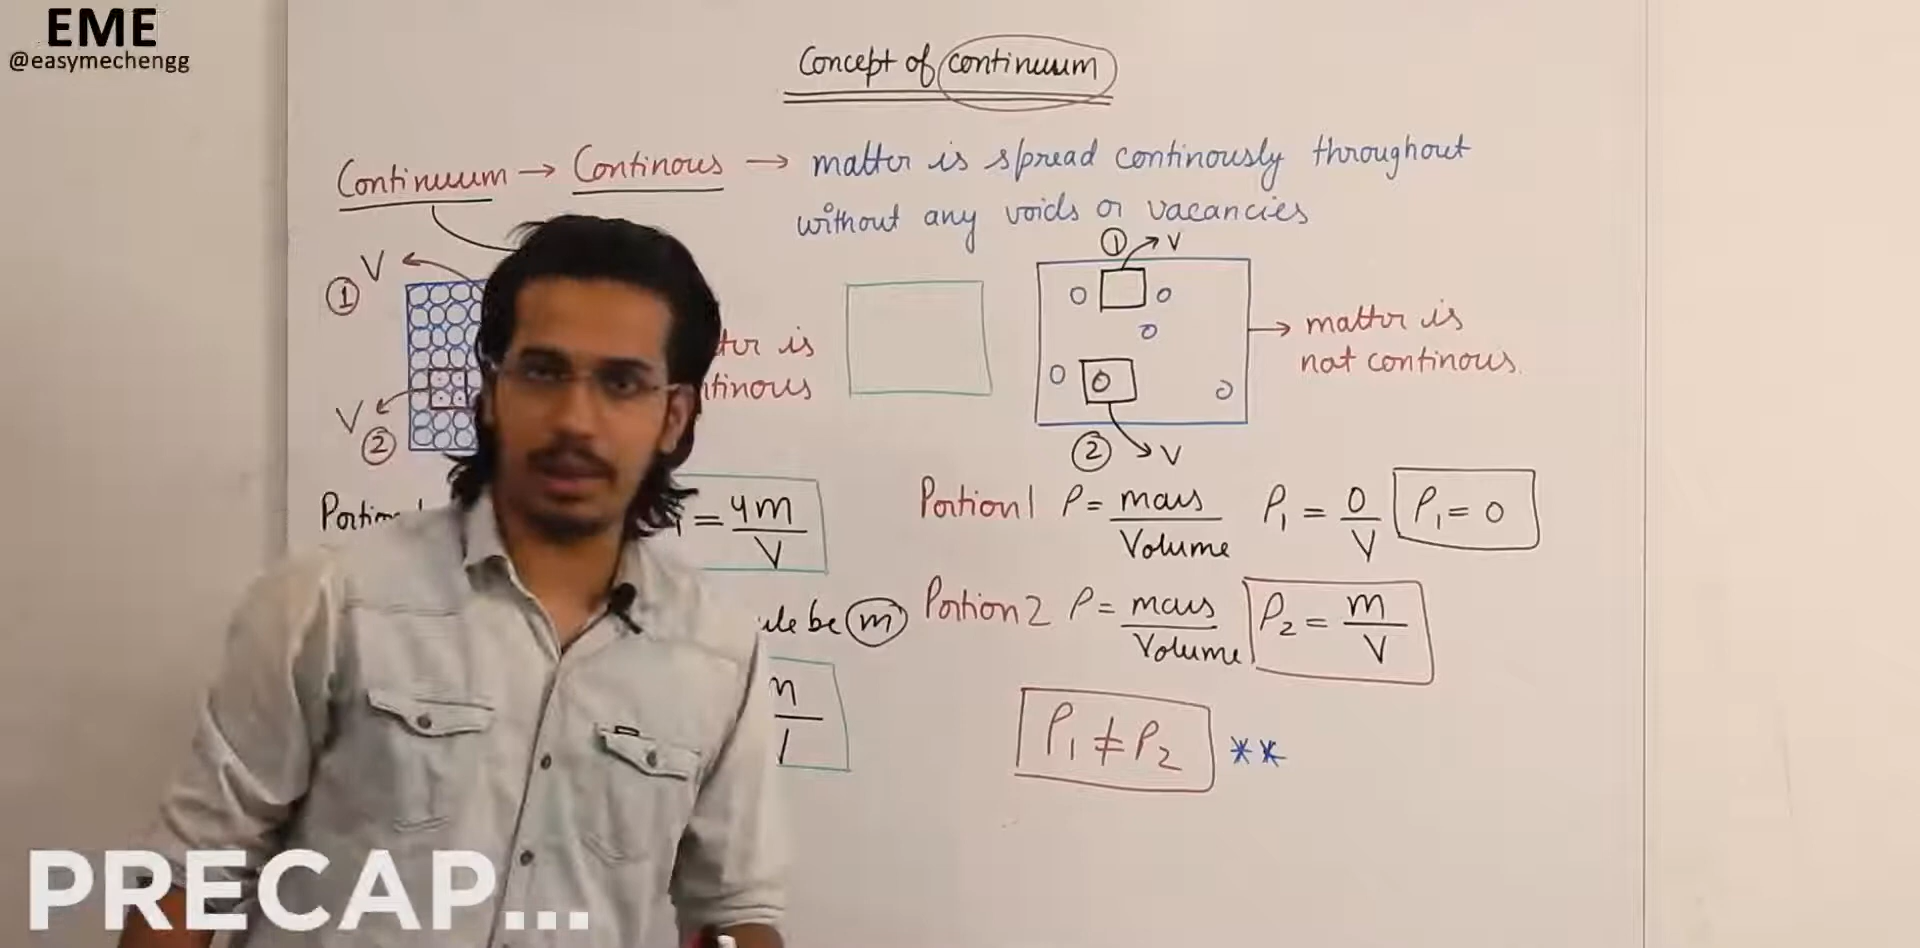 EME
@easymechengg
Concept of continuum
Continuum → Continous → matter is spread continously throughout
without any voids or vacancies
① V
V ②
is
① → V
② → V
→ matter is
not continous.
= 4m/V
be m
Portion 1 ρ = mass/Volume ρ₁ = 0/V ρ₁ = 0
Portion 2 ρ = mass/Volume ρ₂ = m/V
ρ₁ ≠ ρ₂ **
PRECAP...